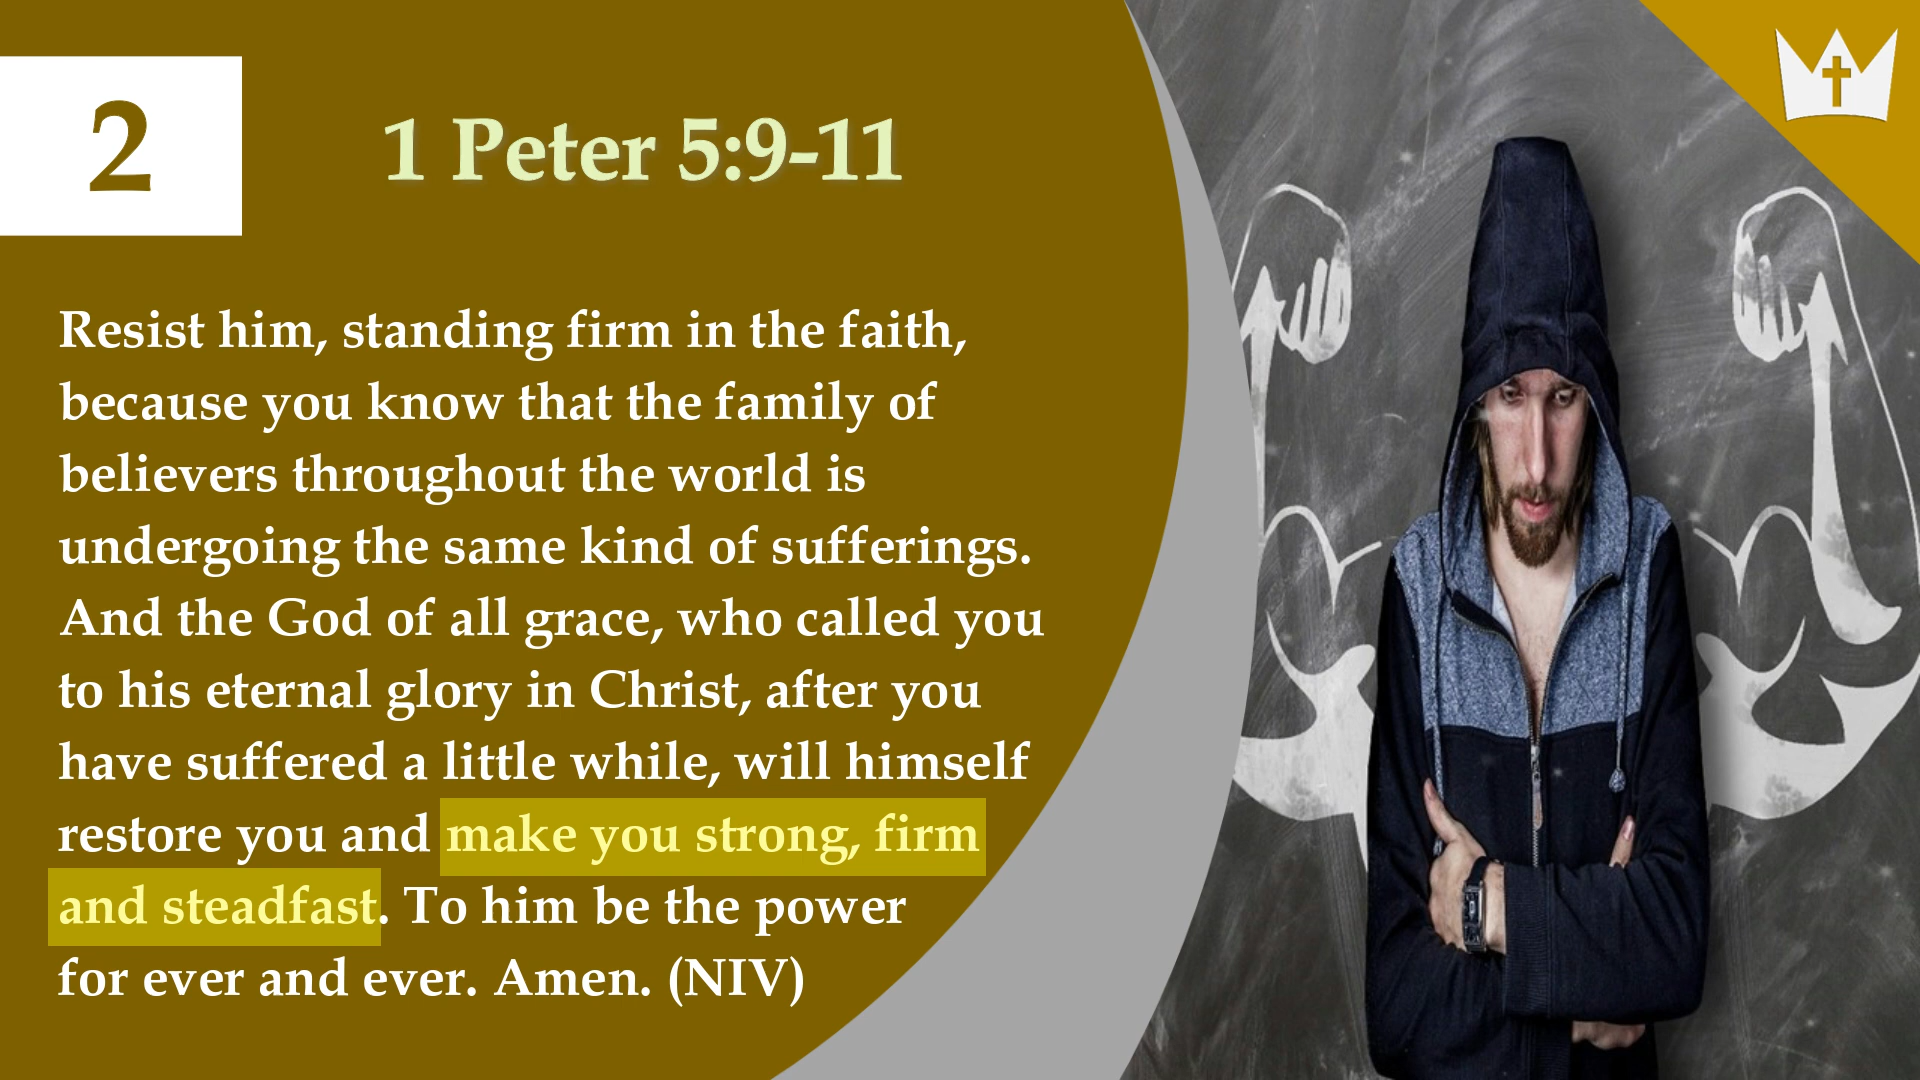 2
1 Peter 5:9-11
Resist him, standing firm in the faith,
because you know that the family of
believers throughout the world is
undergoing the same kind of sufferings.
And the God of all grace, who called you
to his eternal glory in Christ, after you
have suffered a little while, will himself
restore you and make you strong, firm
and steadfast. To him be the power
for ever and ever. Amen. (NIV)